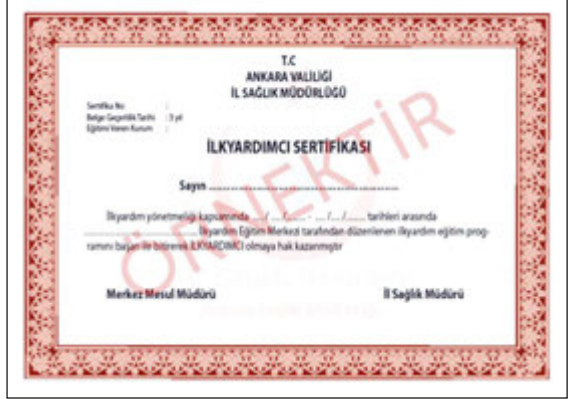 T.C
ANKARA VALİLİĞİ
İL SAĞLIK MÜDÜRLÜĞÜ
Sertifika No :
Belge Geçerlilik Tarihi : 3 yıl
Eğitimi Veren Kurum :
İLKYARDIMCI SERTİFİKASI
Sayın ................................................
İlkyardım yönetmeliği kapsamında ..../ ..../....... - ..../..../....... tarihleri arasında
................................ İlkyardım Eğitim Merkezi tarafından düzenlenen ilkyardım eğitim prog-
ramını başarı ile bitirerek İLKYARDIMCI olmaya hak kazanmıştır
Merkez Mesul Müdürü İl Sağlık Müdürü
ÖRNEKTİR